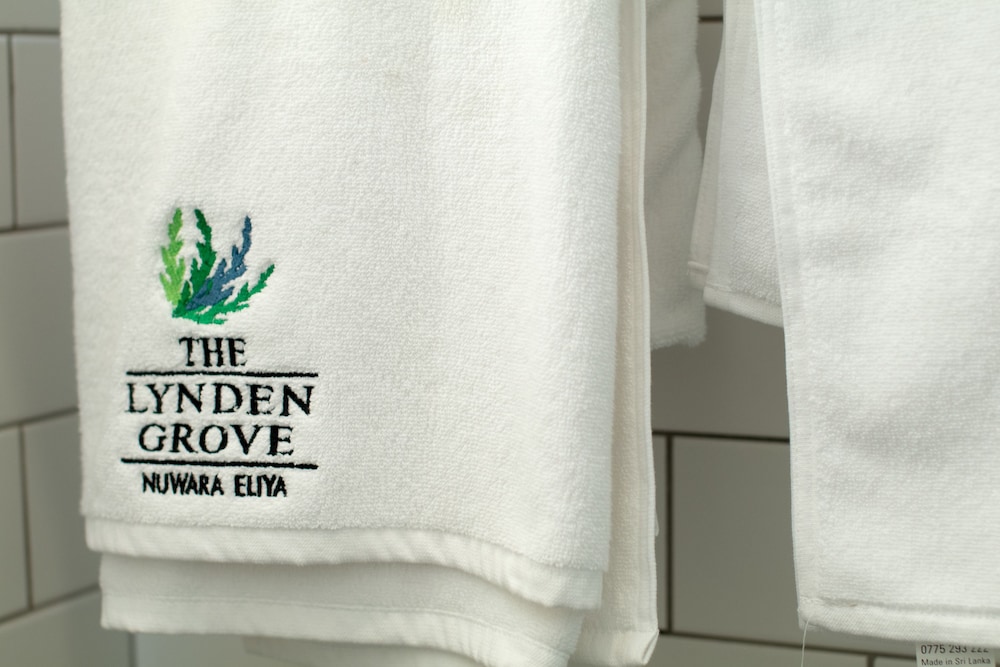 THE
LYNDEN
GROVE
NUWARA ELIYA
0775 293 222
Made in Sri Lanka